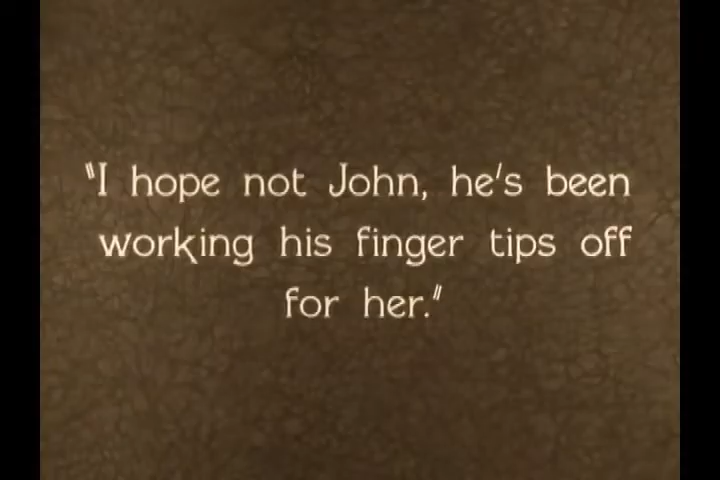 "I hope not John, he's been
working his finger tips off
for her."